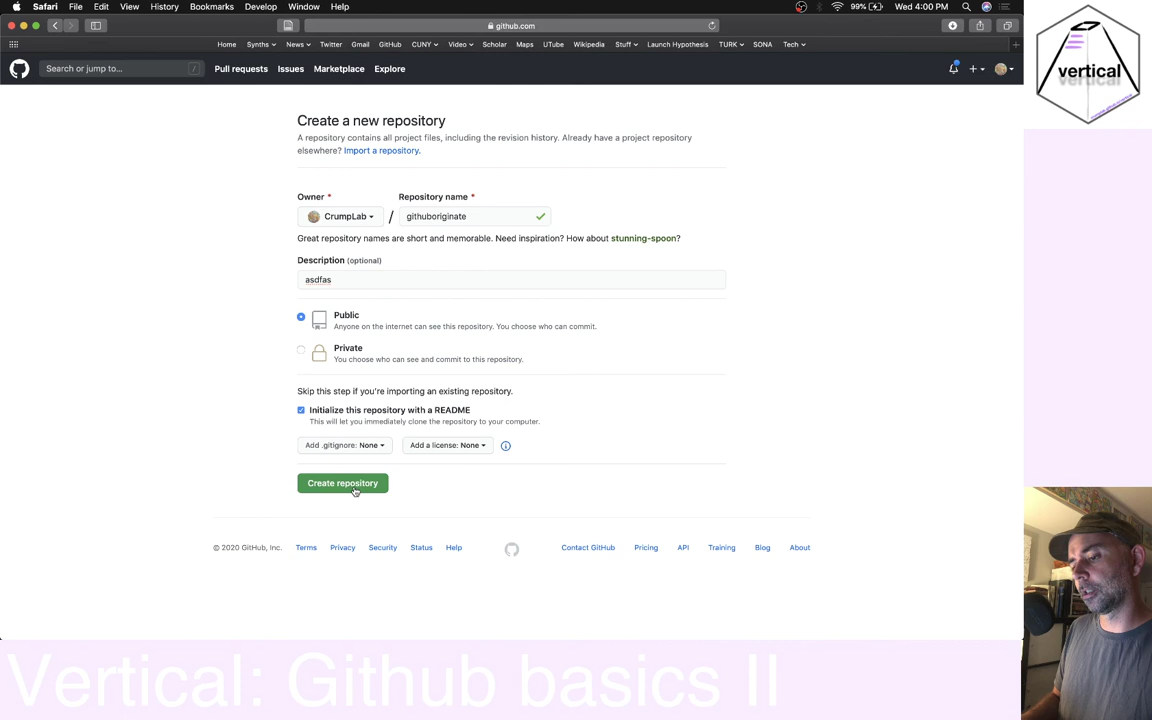 Safari File Edit View History Bookmarks Develop Window Help 99% Wed 4:00 PM
github.com
Home Synths News Twitter Gmail GitHub CUNY Video Scholar Maps UTube Wikipedia Stuff Launch Hypothesis TURK SONA Tech
Search or jump to... / Pull requests Issues Marketplace Explore
vertical
Create a new repository
A repository contains all project files, including the revision history. Already have a project repository
elsewhere? Import a repository.
Owner * Repository name *
CrumpLab / githuboriginate
Great repository names are short and memorable. Need inspiration? How about stunning-spoon?
Description (optional)
asdfas
Public
Anyone on the internet can see this repository. You choose who can commit.
Private
You choose who can see and commit to this repository.
Skip this step if you're importing an existing repository.
Initialize this repository with a README
This will let you immediately clone the repository to your computer.
Add .gitignore: None Add a license: None
Create repository
© 2020 GitHub, Inc. Terms Privacy Security Status Help Contact GitHub Pricing API Training Blog About
Vertical: Github basics II